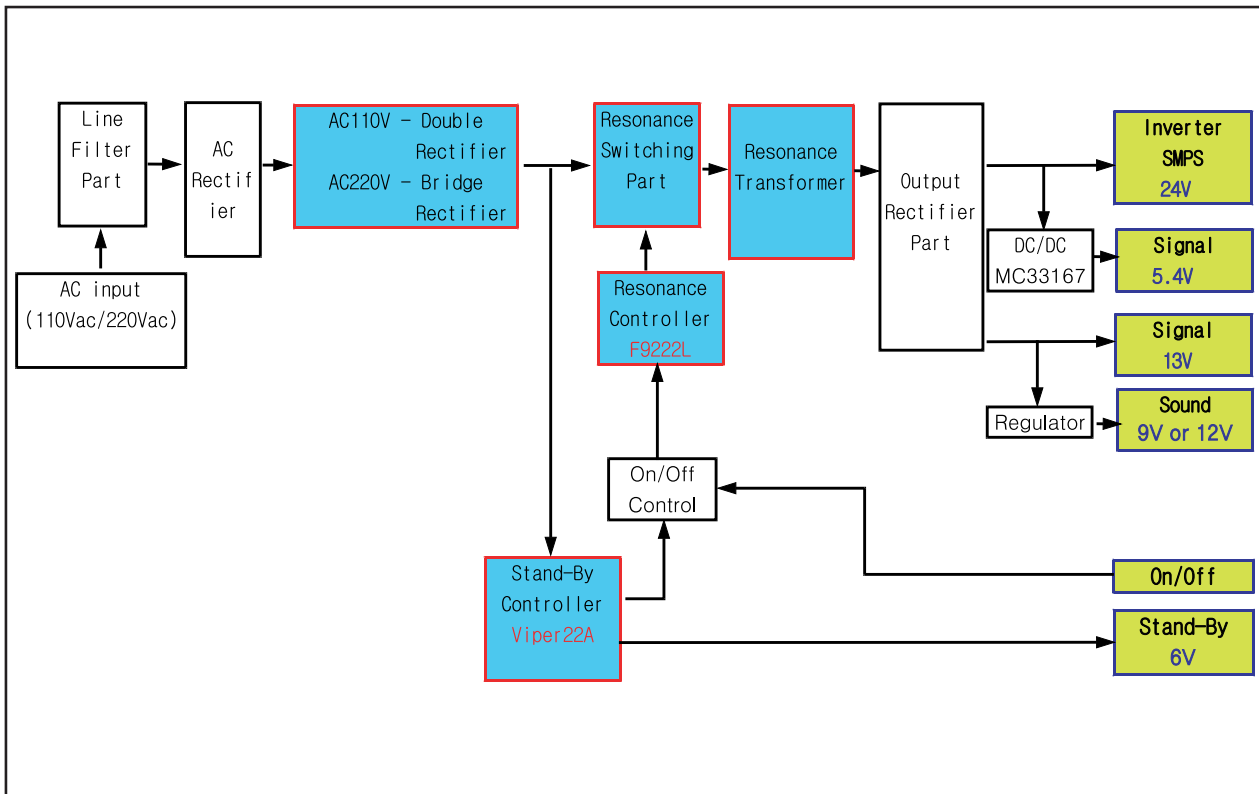 Line
Filter
Part
AC input
(110Vac/220Vac)
AC
Rectif
ier
AC110V - Double
Rectifier
AC220V - Bridge
Rectifier
Resonance
Switching
Part
Resonance
Transformer
Resonance
Controller
F9222L
Output
Rectifier
Part
Inverter
SMPS
24V
DC/DC
MC33167
Signal
5.4V
Signal
13V
Regulator
Sound
9V or 12V
On/Off
Control
On/Off
Stand-By
Controller
Viper22A
Stand-By
6V